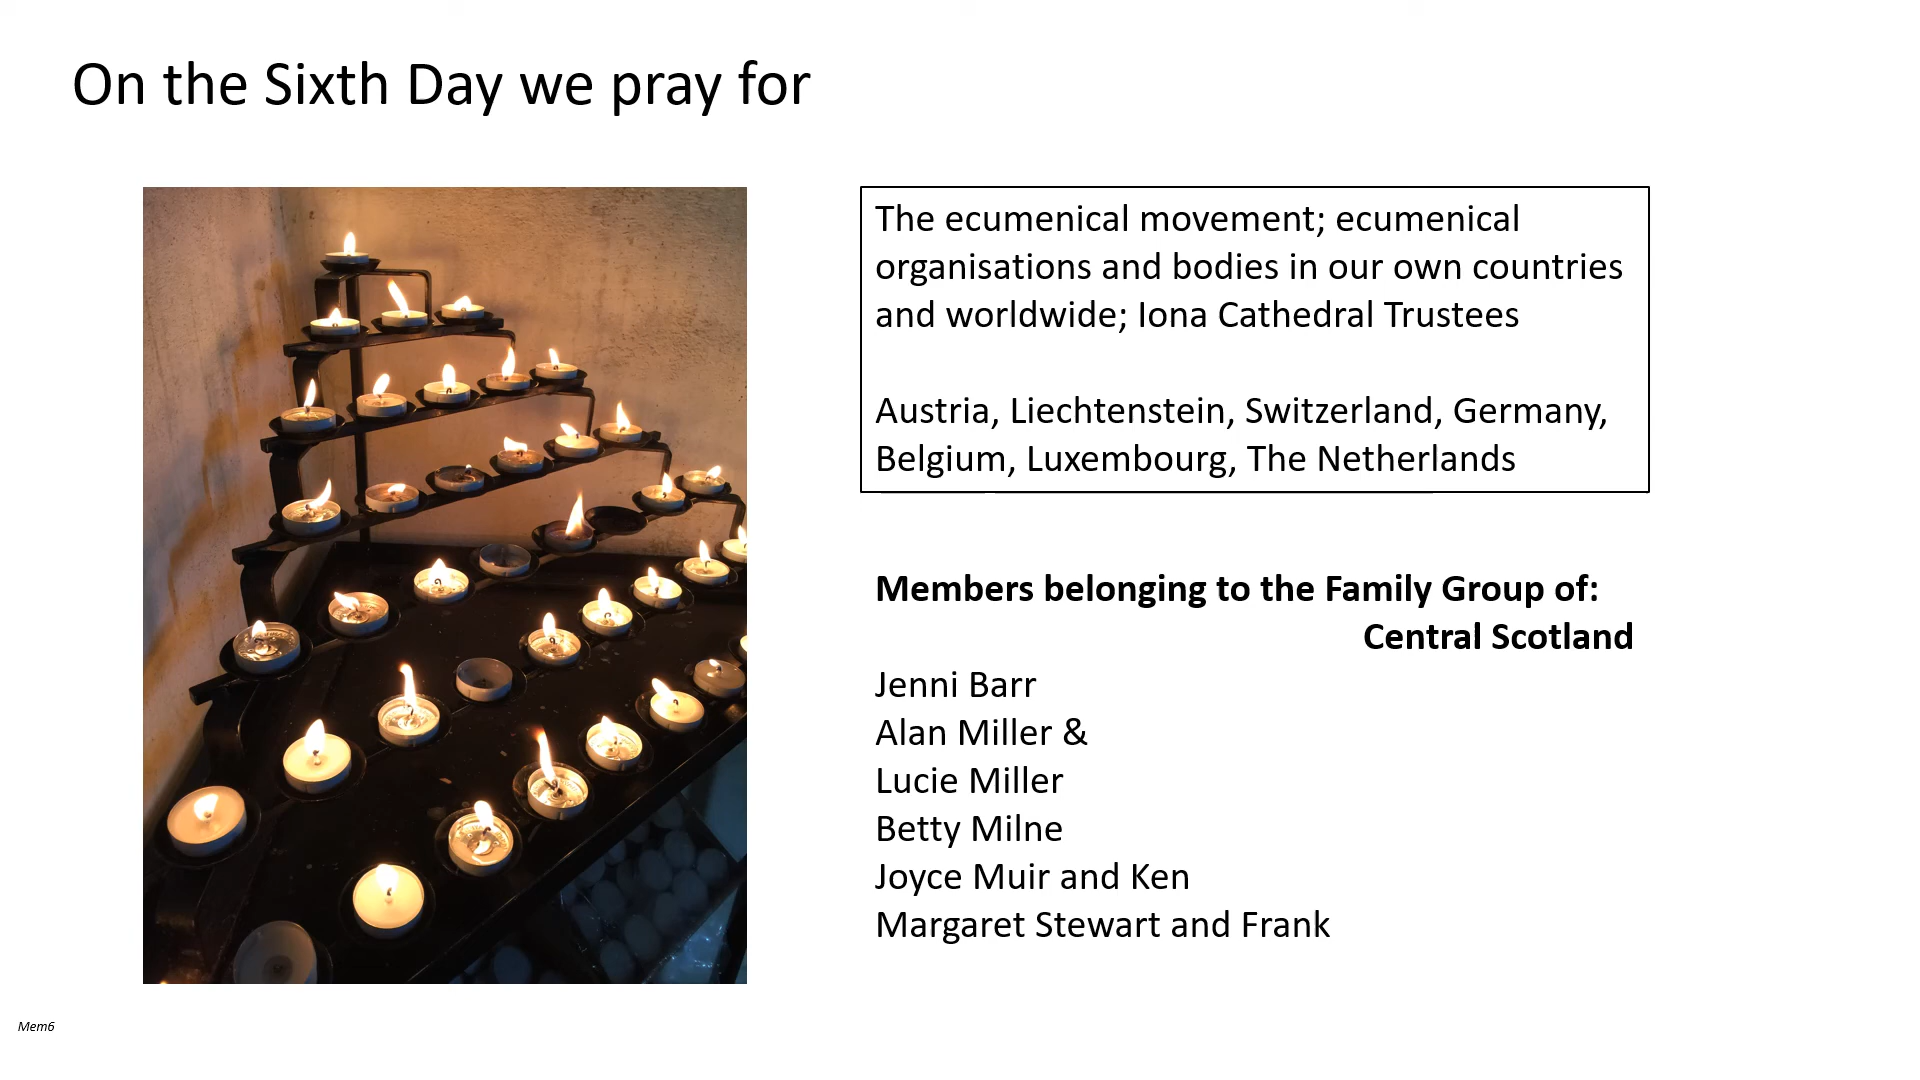 On the Sixth Day we pray for
The ecumenical movement; ecumenical
organisations and bodies in our own countries
and worldwide; Iona Cathedral Trustees
Austria, Liechtenstein, Switzerland, Germany,
Belgium, Luxembourg, The Netherlands
Members belonging to the Family Group of:
Central Scotland
Jenni Barr
Alan Miller &
Lucie Miller
Betty Milne
Joyce Muir and Ken
Margaret Stewart and Frank
Mem6